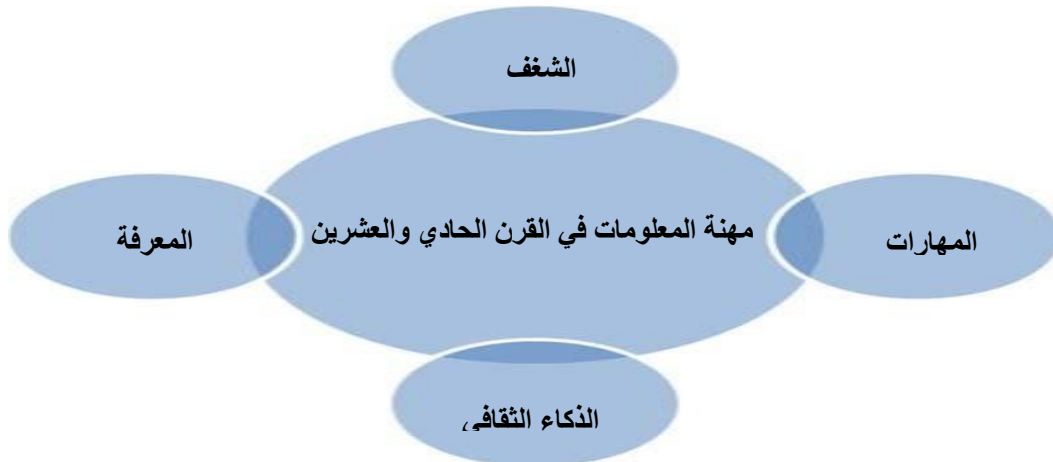 الشغف
مهنة المعلومات في القرن الحادي والعشرين
المهارات
المعرفة
الذكاء الثقافي